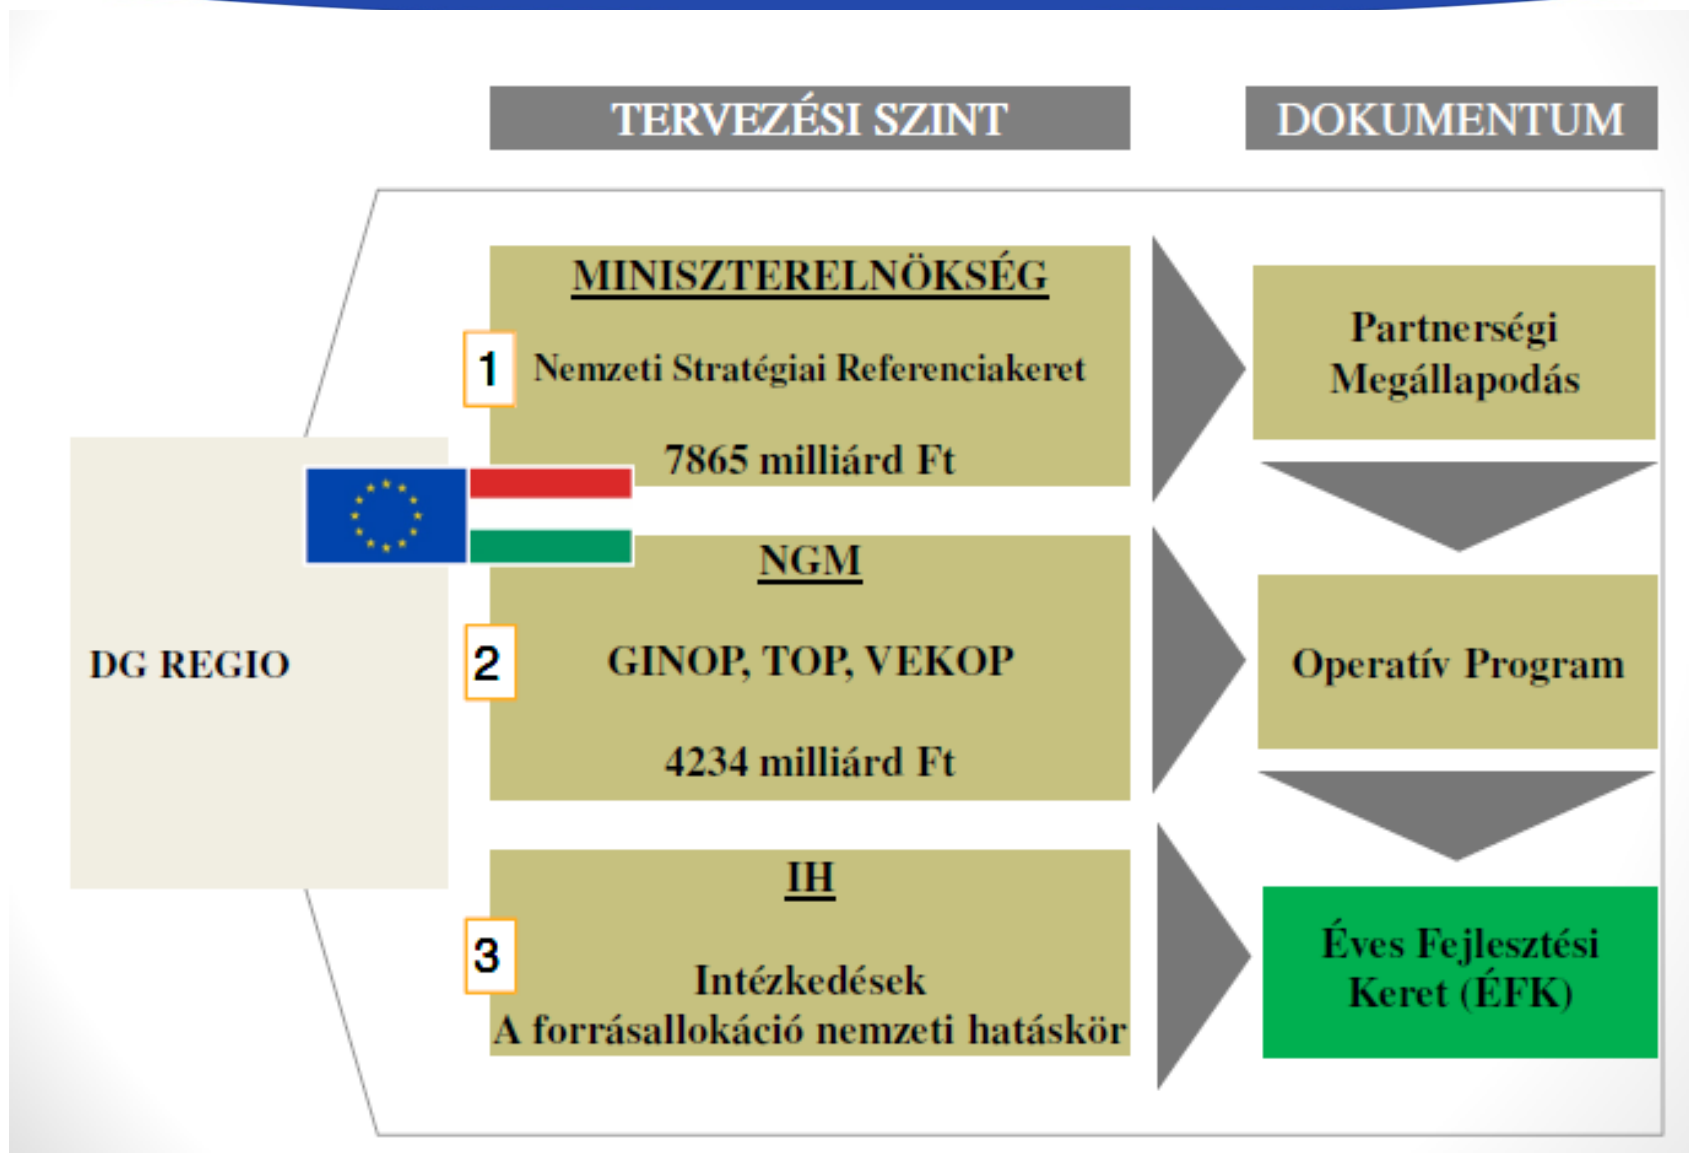 TERVEZÉSI SZINT
DOKUMENTUM
DG REGIO
1
MINISZTERELNÖKSÉG
Nemzeti Stratégiai Referenciakeret
7865 milliárd Ft
Partnerségi
Megállapodás
2
NGM
GINOP, TOP, VEKOP
4234 milliárd Ft
Operatív Program
3
IH
Intézkedések
A forrásallokáció nemzeti hatáskör
Éves Fejlesztési
Keret (ÉFK)